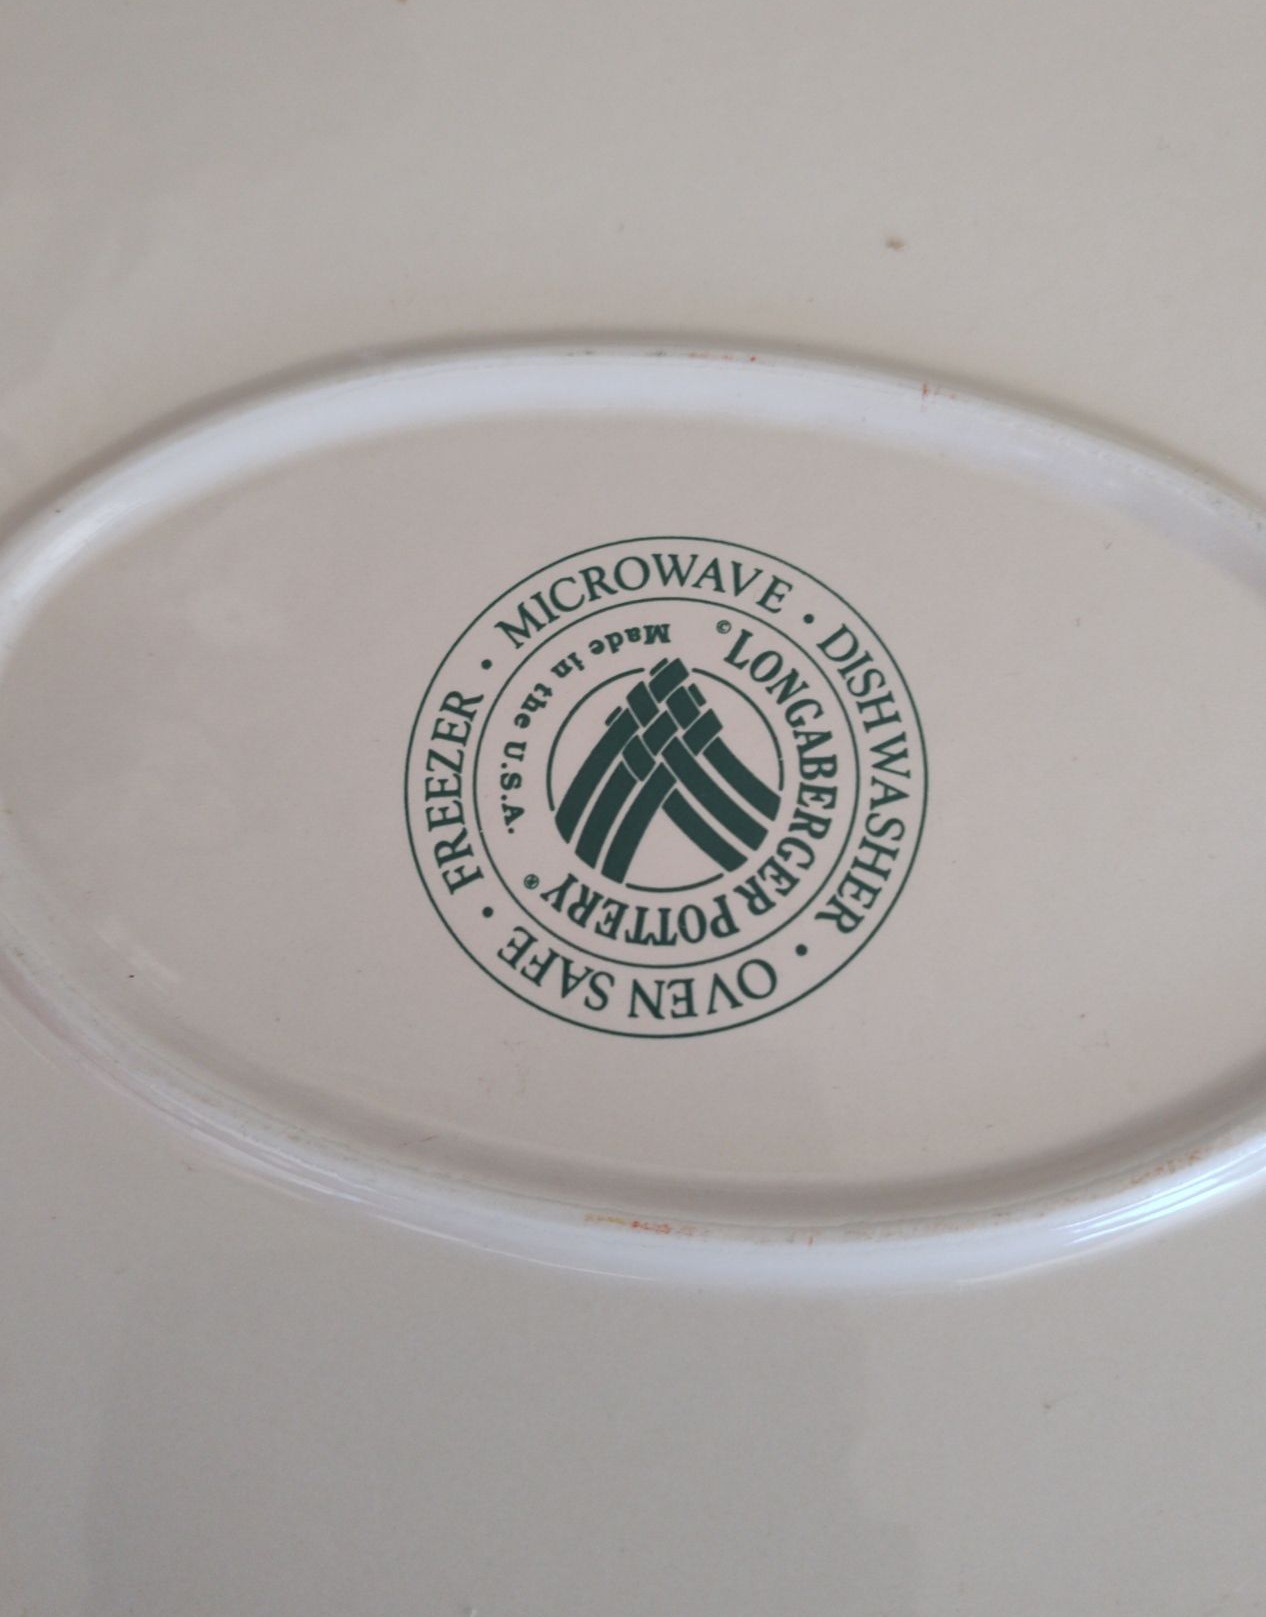 MICROWAVE • DISHWASHER • OVEN SAFE • FREEZER •
© LONGABERGER POTTERY ®
Made in the U.S.A.